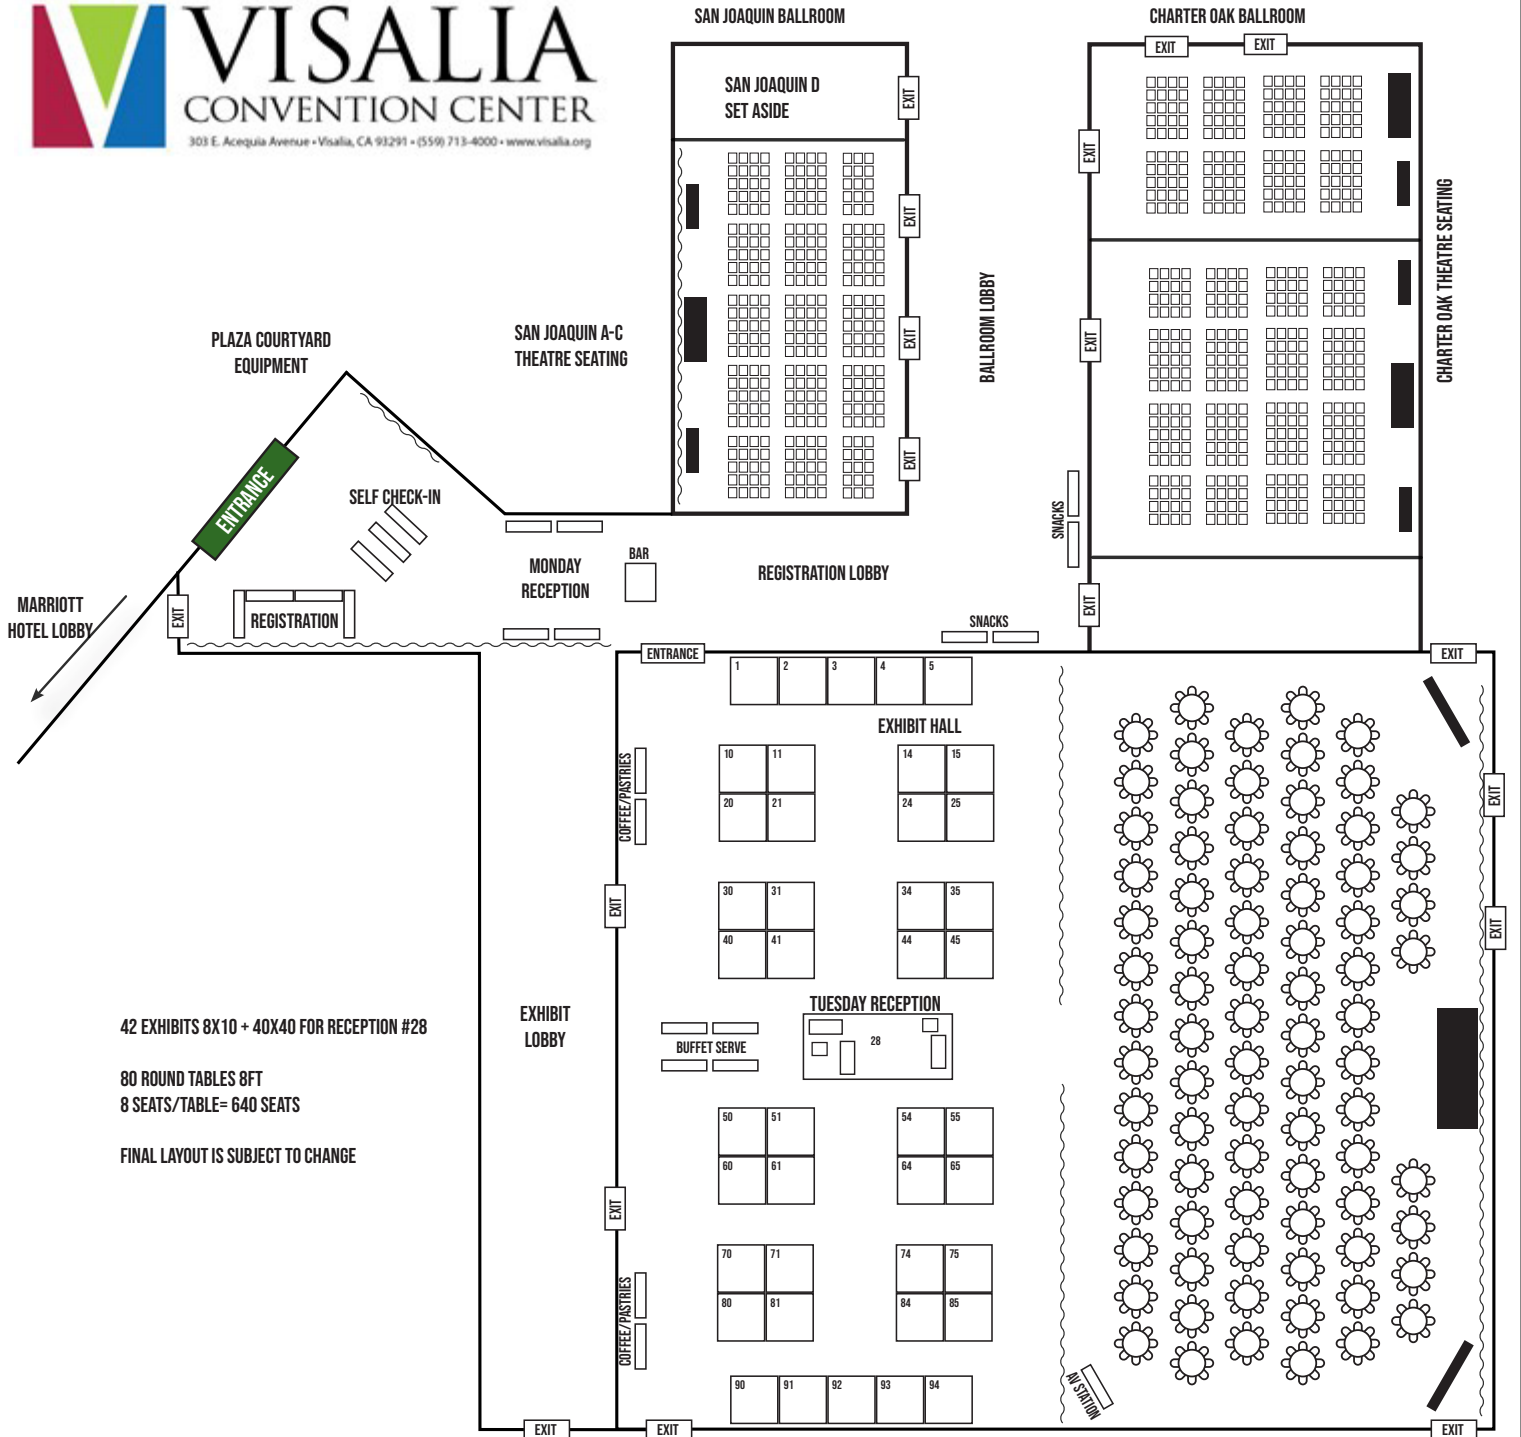 VISALIA
CONVENTION CENTER
303 E. Acequia Avenue • Visalia, CA 93291 • (559) 713-4000 • www.visalia.org
SAN JOAQUIN BALLROOM
CHARTER OAK BALLROOM
EXIT
EXIT
SAN JOAQUIN D
SET ASIDE
EXIT
EXIT
EXIT
EXIT
EXIT
EXIT
EXIT
EXIT
CHARTER OAK THEATRE SEATING
BALLROOM LOBBY
SAN JOAQUIN A-C
THEATRE SEATING
PLAZA COURTYARD
EQUIPMENT
ENTRANCE
SELF CHECK-IN
MONDAY
RECEPTION
BAR
REGISTRATION LOBBY
SNACKS
SNACKS
MARRIOTT
HOTEL LOBBY
EXIT
REGISTRATION
ENTRANCE
EXIT
1 2 3 4 5
EXHIBIT HALL
COFFEE/PASTRIES
10 11 14 15
20 21 24 25
EXIT
30 31 34 35
EXIT
EXIT
40 41 44 45
TUESDAY RECEPTION
28
BUFFET SERVE
EXHIBIT
LOBBY
42 EXHIBITS 8X10 + 40X40 FOR RECEPTION #28
80 ROUND TABLES 8FT
8 SEATS/TABLE= 640 SEATS
FINAL LAYOUT IS SUBJECT TO CHANGE
50 51 54 55
60 61 64 65
EXIT
70 71 74 75
80 81 84 85
COFFEE/PASTRIES
90 91 92 93 94
AV STATION
EXIT
EXIT
EXIT